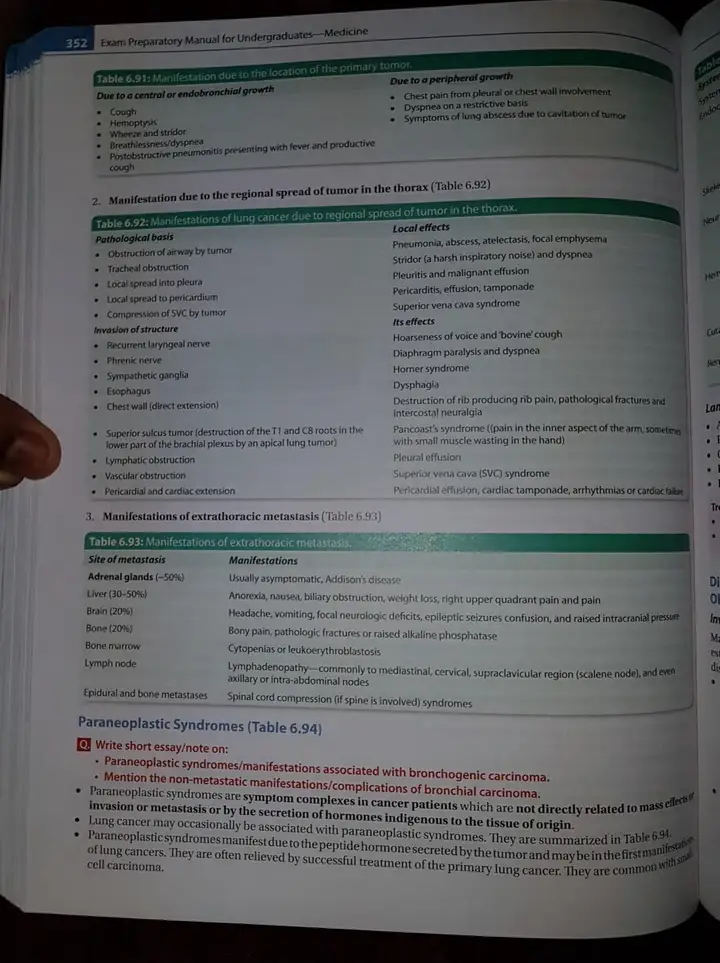 352 Exam Preparatory Manual for Undergraduates—Medicine
Table 6.91: Manifestation due to the location of the primary tumor.
Due to a central or endobronchial growth
• Cough
• Hemoptysis
• Wheeze and stridor
• Breathlessness/dyspnea
• Postobstructive pneumonitis presenting with fever and productive
cough
Due to a peripheral growth
• Chest pain from pleural or chest wall involvement
• Dyspnea on a restrictive basis
• Symptoms of lung abscess due to cavitation of tumor
2. Manifestation due to the regional spread of tumor in the thorax (Table 6.92)
Table 6.92: Manifestations of lung cancer due to regional spread of tumor in the thorax.
Pathological basis Local effects
• Obstruction of airway by tumor Pneumonia, abscess, atelectasis, focal emphysema
• Tracheal obstruction Stridor (a harsh inspiratory noise) and dyspnea
• Local spread into pleura Pleuritis and malignant effusion
• Local spread to pericardium Pericarditis, effusion, tamponade
• Compression of SVC by tumor Superior vena cava syndrome
Invasion of structure Its effects
• Recurrent laryngeal nerve Hoarseness of voice and 'bovine' cough
• Phrenic nerve Diaphragm paralysis and dyspnea
• Sympathetic ganglia Horner syndrome
• Esophagus Dysphagia
• Chest wall (direct extension) Destruction of rib producing rib pain, pathological fractures and
intercostal neuralgia
• Superior sulcus tumor (destruction of the T1 and C8 roots in the Pancoast's syndrome ((pain in the inner aspect of the arm, sometimes
lower part of the brachial plexus by an apical lung tumor) with small muscle wasting in the hand)
• Lymphatic obstruction Pleural effusion
• Vascular obstruction Superior vena cava (SVC) syndrome
• Pericardial and cardiac extension Pericardial effusion, cardiac tamponade, arrhythmias or cardiac failure
3. Manifestations of extrathoracic metastasis (Table 6.93)
Table 6.93: Manifestations of extrathoracic metastasis.
Site of metastasis Manifestations
Adrenal glands (~50%) Usually asymptomatic, Addison's disease
Liver (30–50%) Anorexia, nausea, biliary obstruction, weight loss, right upper quadrant pain and pain
Brain (20%) Headache, vomiting, focal neurologic deficits, epileptic seizures confusion, and raised intracranial pressure
Bone (20%) Bony pain, pathologic fractures or raised alkaline phosphatase
Bone marrow Cytopenias or leukoerythroblastosis
Lymph node Lymphadenopathy—commonly to mediastinal, cervical, supraclavicular region (scalene node), and even
axillary or intra-abdominal nodes
Epidural and bone metastases Spinal cord compression (if spine is involved) syndromes
Paraneoplastic Syndromes (Table 6.94)
Q. Write short essay/note on:
• Paraneoplastic syndromes/manifestations associated with bronchogenic carcinoma.
• Mention the non-metastatic manifestations/complications of bronchial carcinoma.
• Paraneoplastic syndromes are symptom complexes in cancer patients which are not directly related to mass effects or
invasion or metastasis or by the secretion of hormones indigenous to the tissue of origin.
• Lung cancer may occasionally be associated with paraneoplastic syndromes. They are summarized in Table 6.94.
• Paraneoplastic syndromes manifest due to the peptide hormone secreted by the tumor and may be in the first manifestation
of lung cancers. They are often relieved by successful treatment of the primary lung cancer. They are common with small
cell carcinoma.